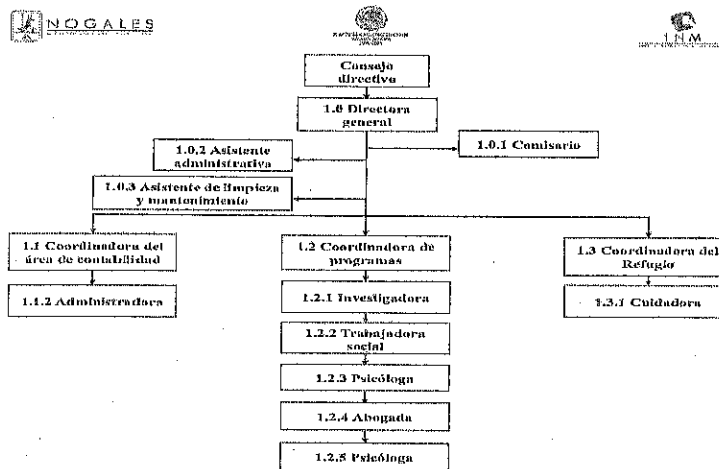 NOGALES
INM
Consejo
directivo
1.0 Directora
general
1.0.2 Asistente
administrativa
1.0.1 Comisario
1.0.3 Asistente de limpieza
y mantenimiento
1.1 Coordinadora del
área de contabilidad
1.2 Coordinadora de
programas
1.3 Coordinadora del
Refugio
1.1.2 Administradora
1.2.1 Investigadora
1.3.1 Cuidadora
1.2.2 Trabajadora
social
1.2.3 Psicóloga
1.2.4 Abogada
1.2.5 Psicóloga